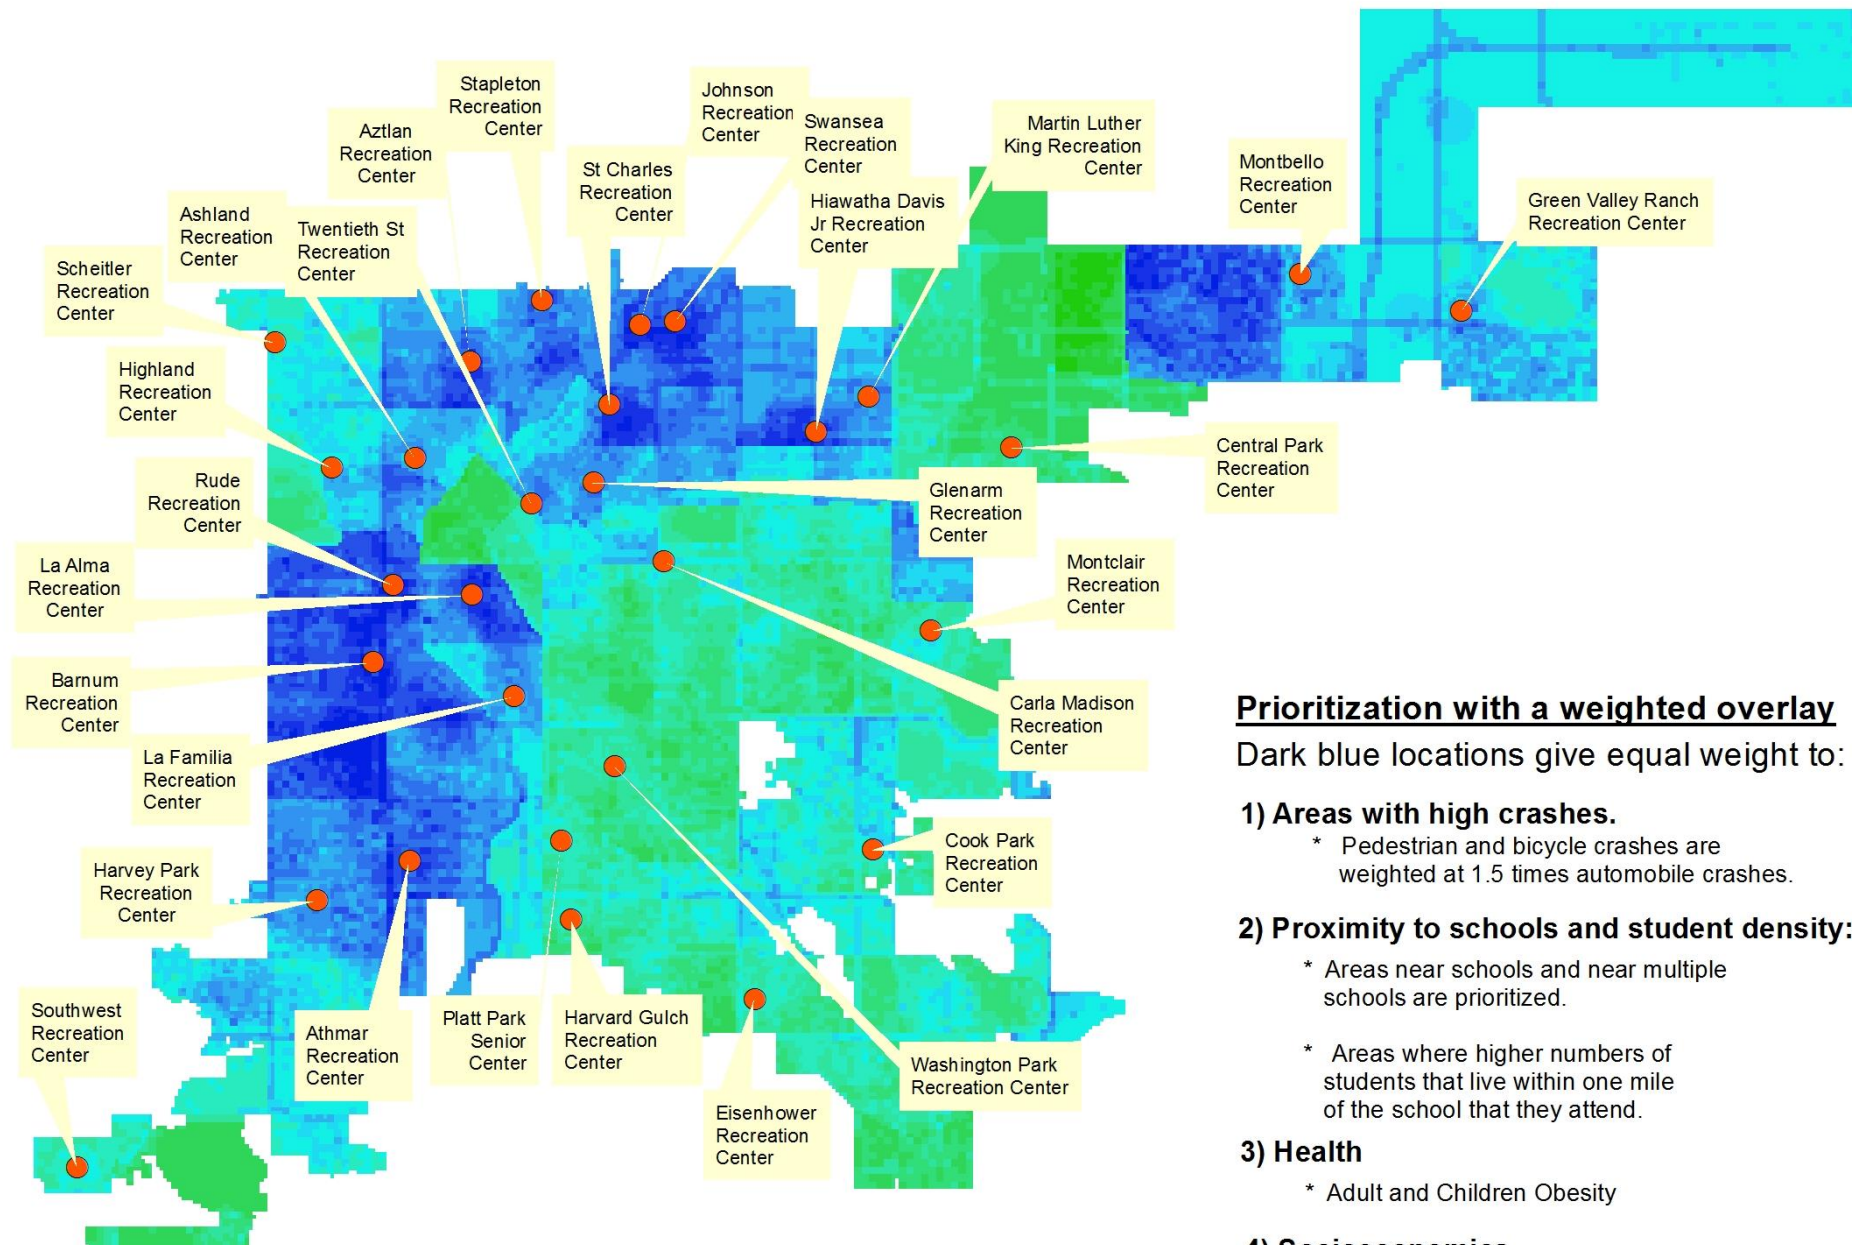 Stapleton
Recreation
Center
Johnson
Recreation
Center
Aztlan
Recreation
Center
Swansea
Recreation
Center
Martin Luther
King Recreation
Center
St Charles
Recreation
Center
Montbello
Recreation
Center
Ashland
Recreation
Center
Twentieth St
Recreation
Center
Hiawatha Davis
Jr Recreation
Center
Green Valley Ranch
Recreation Center
Scheitler
Recreation
Center
Highland
Recreation
Center
Rude
Recreation
Center
Central Park
Recreation
Center
Glenarm
Recreation
Center
La Alma
Recreation
Center
Montclair
Recreation
Center
Barnum
Recreation
Center
Carla Madison
Recreation
Center
La Familia
Recreation
Center
Cook Park
Recreation
Center
Harvey Park
Recreation
Center
Southwest
Recreation
Center
Athmar
Recreation
Center
Platt Park
Senior
Center
Harvard Gulch
Recreation
Center
Washington Park
Recreation Center
Eisenhower
Recreation
Center
Prioritization with a weighted overlay
Dark blue locations give equal weight to:
1) Areas with high crashes.
* Pedestrian and bicycle crashes are
weighted at 1.5 times automobile crashes.
2) Proximity to schools and student density:
* Areas near schools and near multiple
schools are prioritized.
* Areas where higher numbers of
students that live within one mile
of the school that they attend.
3) Health
* Adult and Children Obesity
4) Socioeconomics